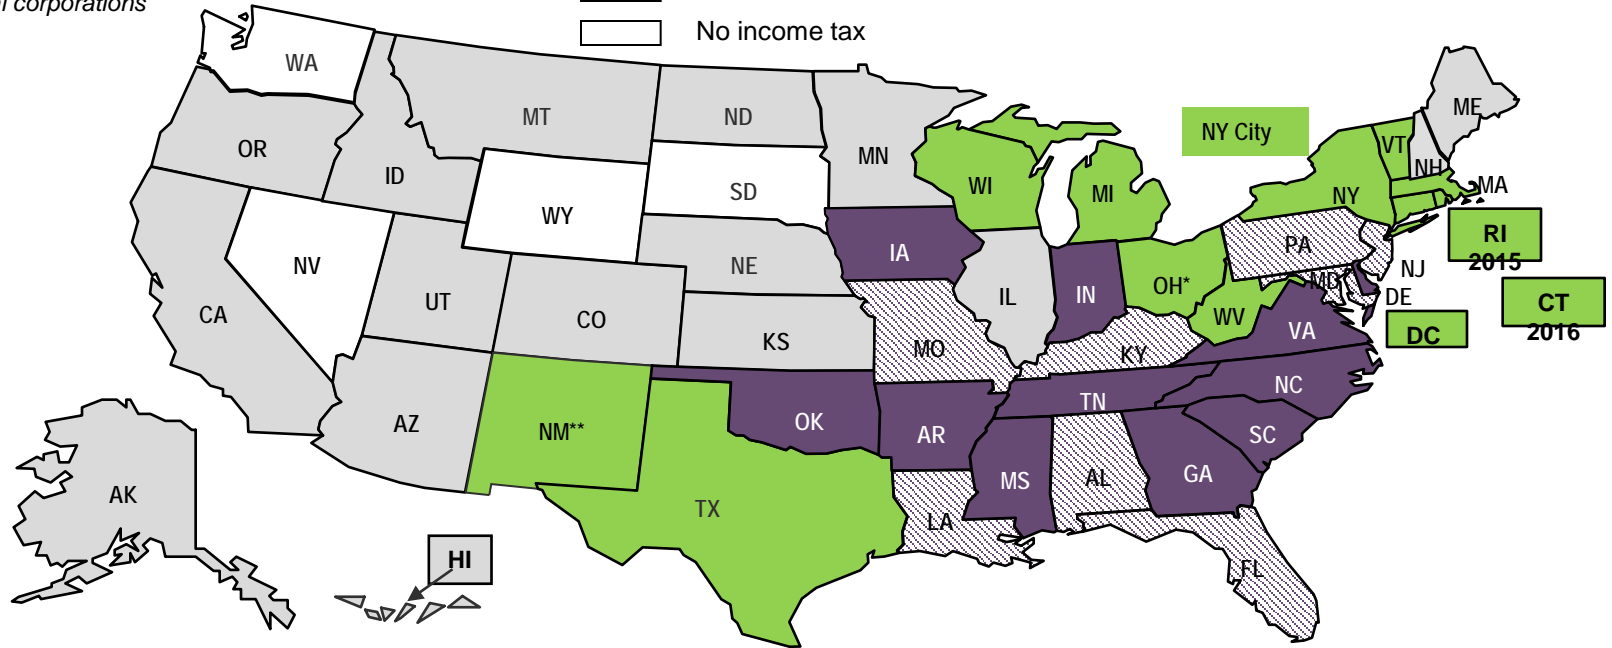 corporations
No income tax
WA
MT
ND
MN
ME
OR
ID
SD
WI
MI
NY City
VT
NH
NY
MA
WY
RI
2015
NV
IA
PA
NJ
NE
UT
CO
IL
IN
OH*
MD
DE
CA
KS
WV
VA
DC
CT
2016
MO
KY
AZ
NM**
OK
AR
TN
NC
SC
MS
AL
GA
AK
TX
LA
FL
HI